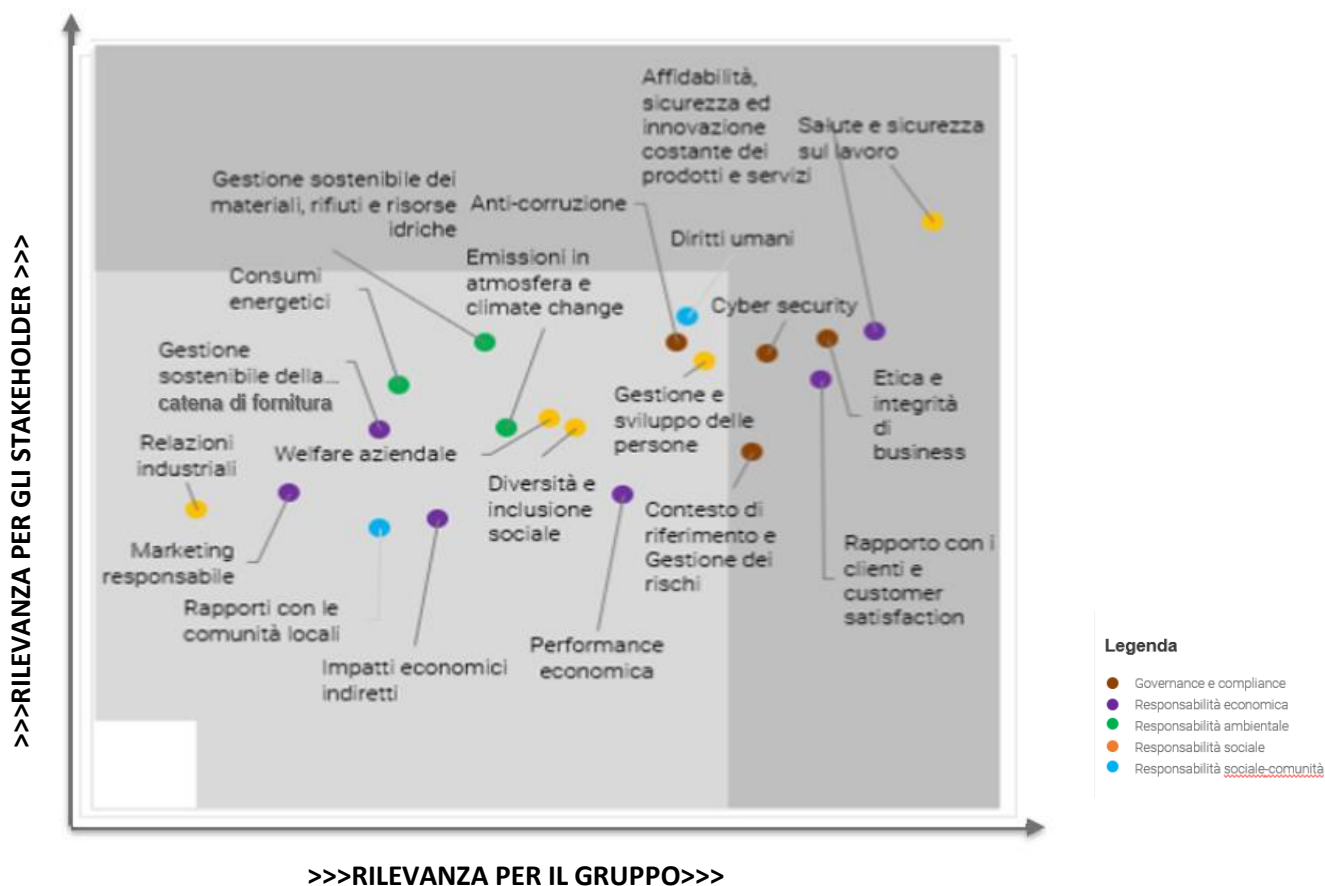 >>>RILEVANZA PER GLI STAKEHOLDER >>>
Affidabilità,
sicurezza ed
innovazione
costante dei
prodotti e servizi
Salute e sicurezza
sul lavoro
Gestione sostenibile dei
materiali, rifiuti e risorse
idriche
Anti-corruzione
Diritti umani
Consumi
energetici
Emissioni in
atmosfera e
climate change
Cyber security
Gestione
sostenibile della...
catena di fornitura
Gestione e
sviluppo delle
persone
Etica e
integrità
di
business
Relazioni
industriali
Welfare aziendale
Diversità e
inclusione
sociale
Contesto di
riferimento e
Gestione dei
rischi
Marketing
responsabile
Rapporto con i
clienti e
customer
satisfaction
Rapporti con le
comunità locali
Performance
economica
Impatti economici
indiretti
>>>RILEVANZA PER IL GRUPPO>>>
Legenda
Governance e compliance
Responsabilità economica
Responsabilità ambientale
Responsabilità sociale
Responsabilità sociale-comunità